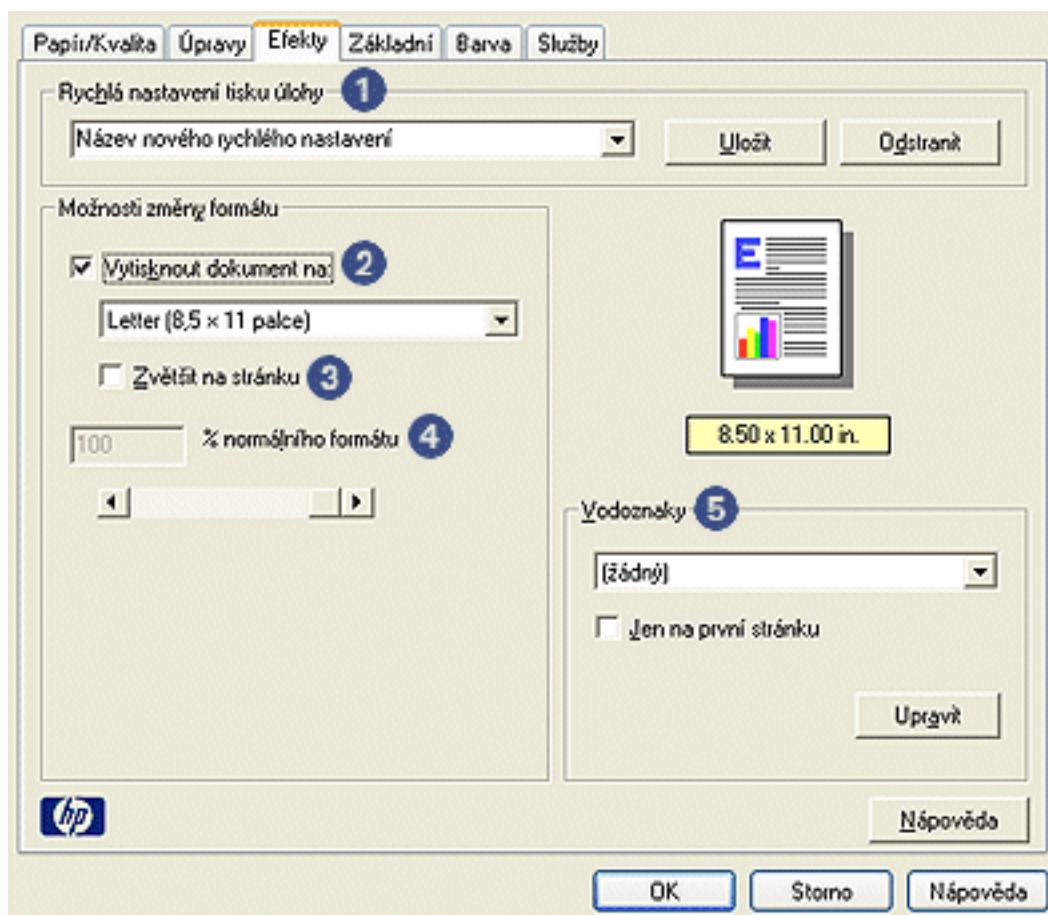 Papír/Kvalita Úpravy Efekty Základní Barva Služby
Rychlá nastavení tisku úlohy 1
Název nového rychlého nastavení
Uložit
Odstranit
Možnosti změny formátu
Vytisknout dokument na: 2
Letter (8,5 × 11 palce)
Zvětšit na stránku 3
100 % normálního formátu 4
E
8.50 x 11.00 in.
Vodoznaky 5
(žádný)
Jen na první stránku
Upravit
hp
Nápověda
OK Storno Nápověda